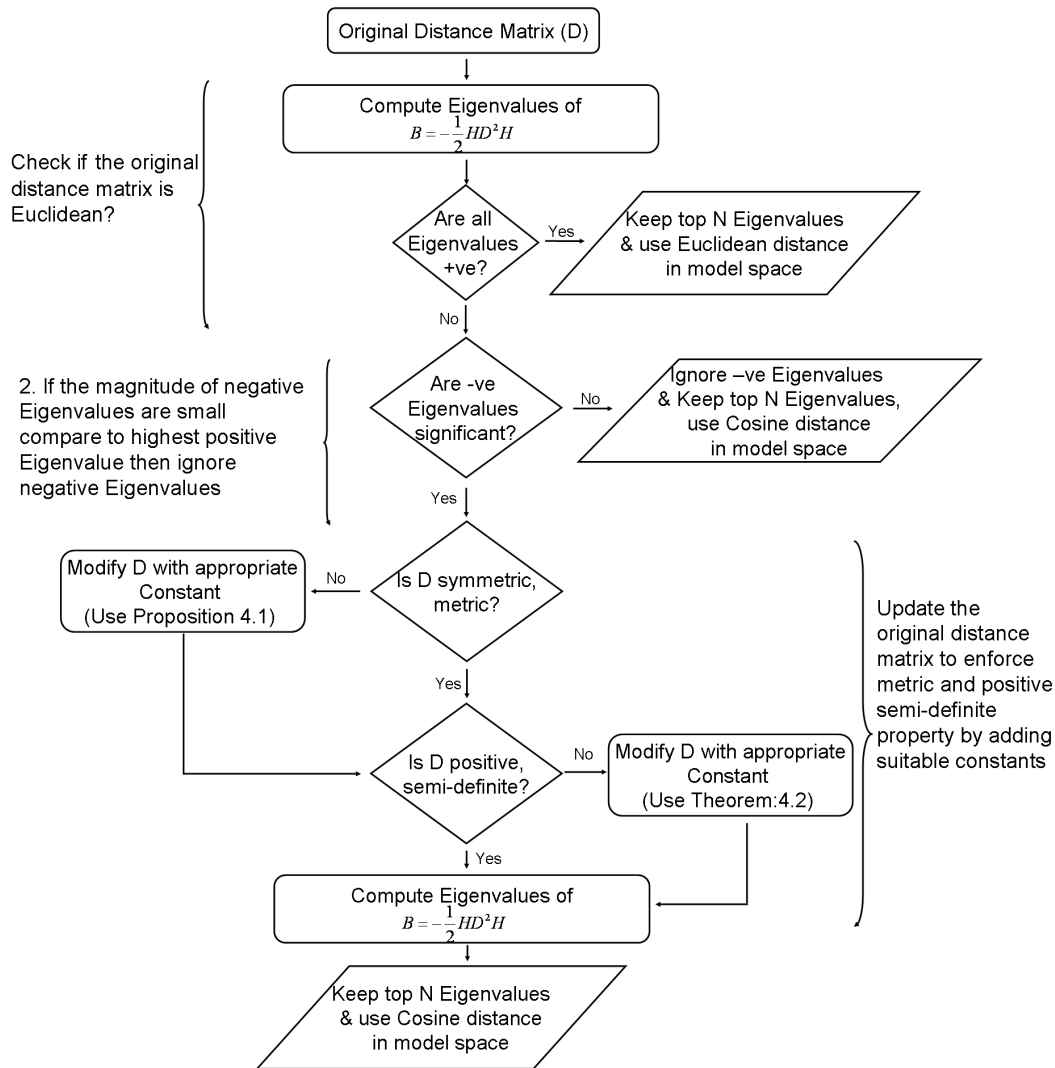 Original Distance Matrix (D)
Compute Eigenvalues of
B = -1/2 HD²H
Check if the original
distance matrix is
Euclidean?
Are all
Eigenvalues
+ve?
Yes
Keep top N Eigenvalues
& use Euclidean distance
in model space
No
2. If the magnitude of negative
Eigenvalues are small
compare to highest positive
Eigenvalue then ignore
negative Eigenvalues
Are -ve
Eigenvalues
significant?
No
Ignore –ve Eigenvalues
& Keep top N Eigenvalues,
use Cosine distance
in model space
Yes
Is D symmetric,
metric?
No
Modify D with appropriate
Constant
(Use Proposition 4.1)
Yes
Is D positive,
semi-definite?
No
Modify D with appropriate
Constant
(Use Theorem:4.2)
Update the
original distance
matrix to enforce
metric and positive
semi-definite
property by adding
suitable constants
Yes
Compute Eigenvalues of
B = -1/2 HD²H
Keep top N Eigenvalues
& use Cosine distance
in model space